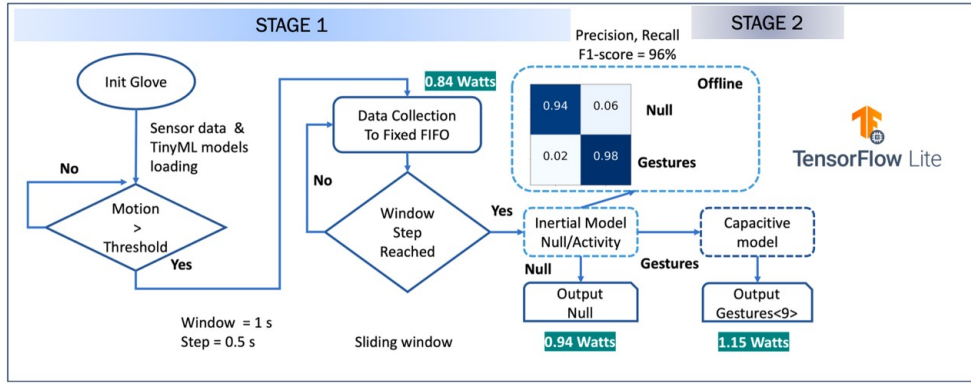 STAGE 1
STAGE 2
Precision, Recall
F1-score = 96%
Init Glove
Sensor data &
TinyML models
loading
No
Motion
>
Threshold
Yes
0.84 Watts
Data Collection
To Fixed FIFO
No
Window
Step
Reached
Yes
Offline
0.94 0.06
Null
0.02 0.98
Gestures
TensorFlow Lite
Inertial Model
Null/Activity
Capacitive
model
Null
Gestures
Output
Null
Output
Gestures<9>
0.94 Watts
1.15 Watts
Window = 1 s
Step = 0.5 s
Sliding window